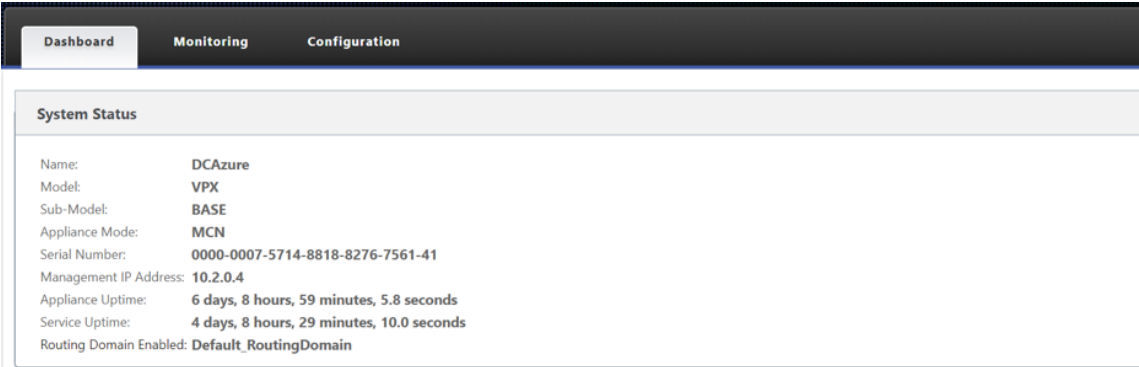 Dashboard Monitoring Configuration
System Status
Name: DCAzure
Model: VPX
Sub-Model: BASE
Appliance Mode: MCN
Serial Number: 0000-0007-5714-8818-8276-7561-41
Management IP Address: 10.2.0.4
Appliance Uptime: 6 days, 8 hours, 59 minutes, 5.8 seconds
Service Uptime: 4 days, 8 hours, 29 minutes, 10.0 seconds
Routing Domain Enabled: Default_RoutingDomain